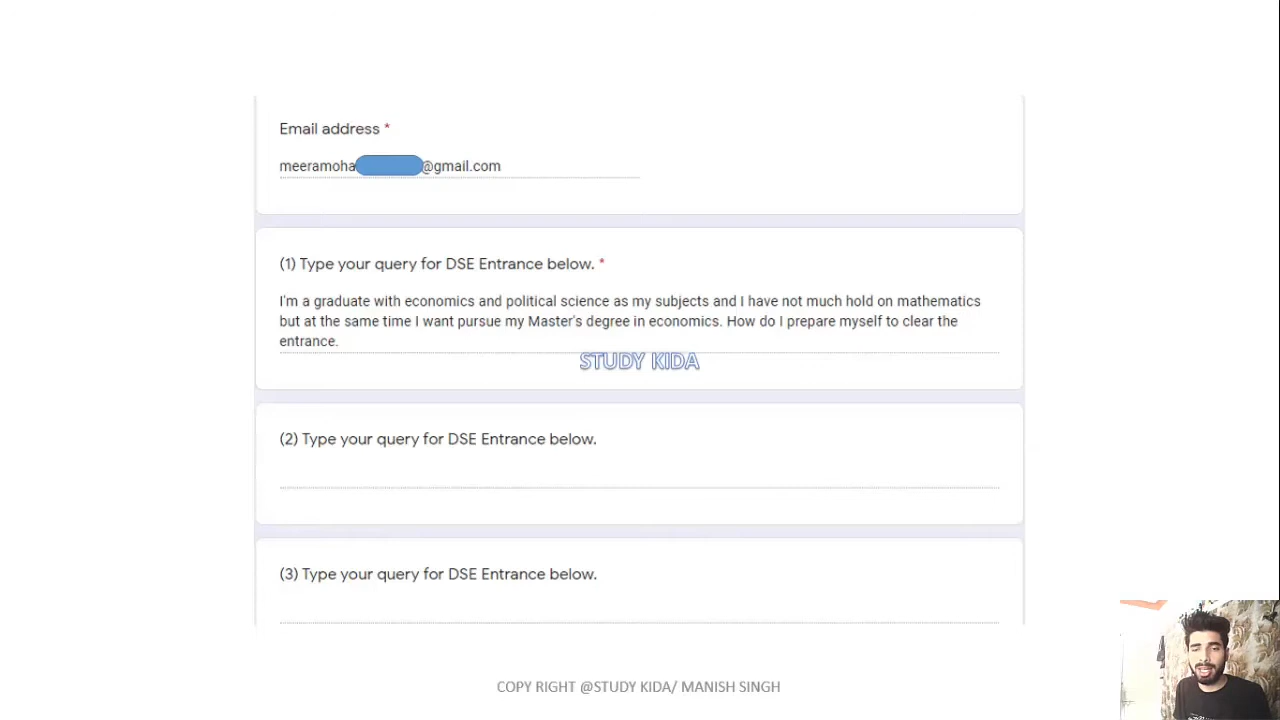 Email address *
meeramoha @gmail.com
(1) Type your query for DSE Entrance below. *
I'm a graduate with economics and political science as my subjects and I have not much hold on mathematics
but at the same time I want pursue my Master's degree in economics. How do I prepare myself to clear the
entrance.
STUDY KIDA
(2) Type your query for DSE Entrance below.
(3) Type your query for DSE Entrance below.
COPY RIGHT @STUDY KIDA/ MANISH SINGH